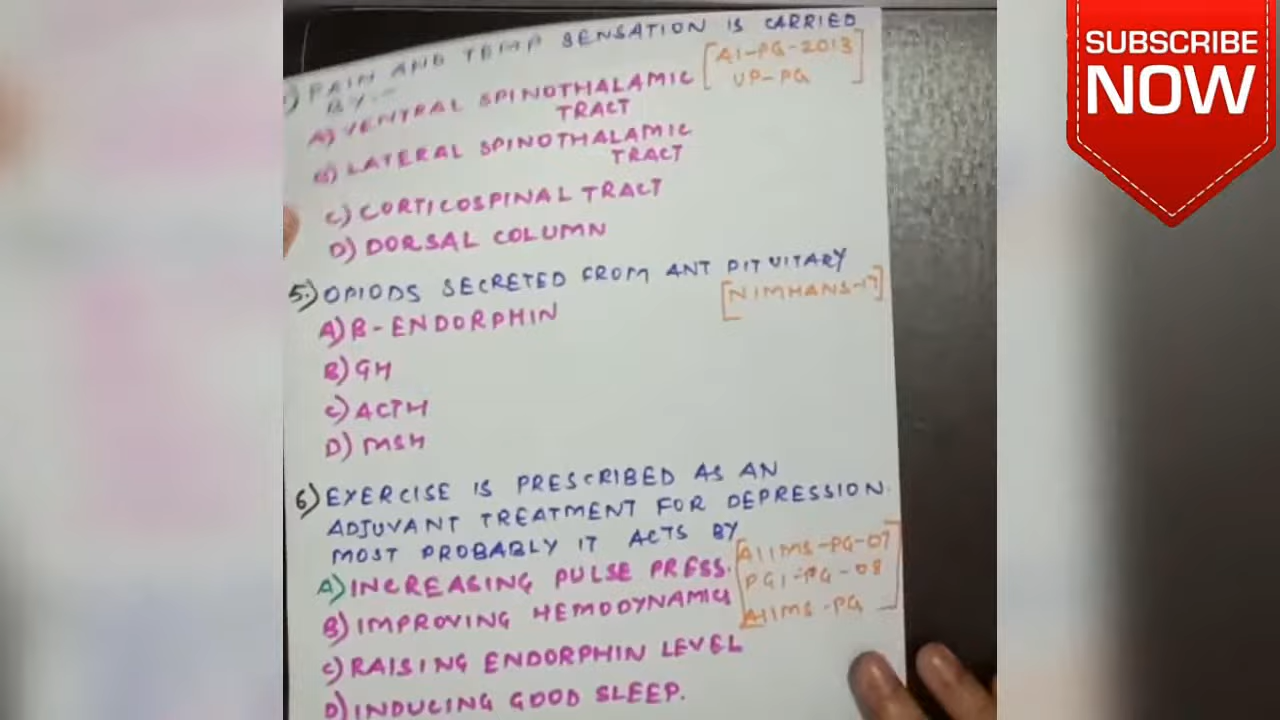 SUBSCRIBE
NOW
) PAIN AND TEMP SENSATION IS CARRIED
BY :-
[AI-PG-2013
UP-PG]
A) VENTRAL SPINOTHALAMIC
TRACT
B) LATERAL SPINOTHALAMIC
TRACT
C) CORTICOSPINAL TRACT
D) DORSAL COLUMN
5.) OPIODS SECRETED FROM ANT PITUITARY
[NIMHANS-17]
A) β-ENDORPHIN
B) GH
C) ACTH
D) MSH
6) EXERCISE IS PRESCRIBED AS AN
ADJUVANT TREATMENT FOR DEPRESSION.
MOST PROBABLY IT ACTS BY
[AIIMS-PG-07
PGI-PG-08
AIIMS-PG]
A) INCREASING PULSE PRESS.
B) IMPROVING HEMODYNAMICS
C) RAISING ENDORPHIN LEVEL
D) INDUCING GOOD SLEEP.